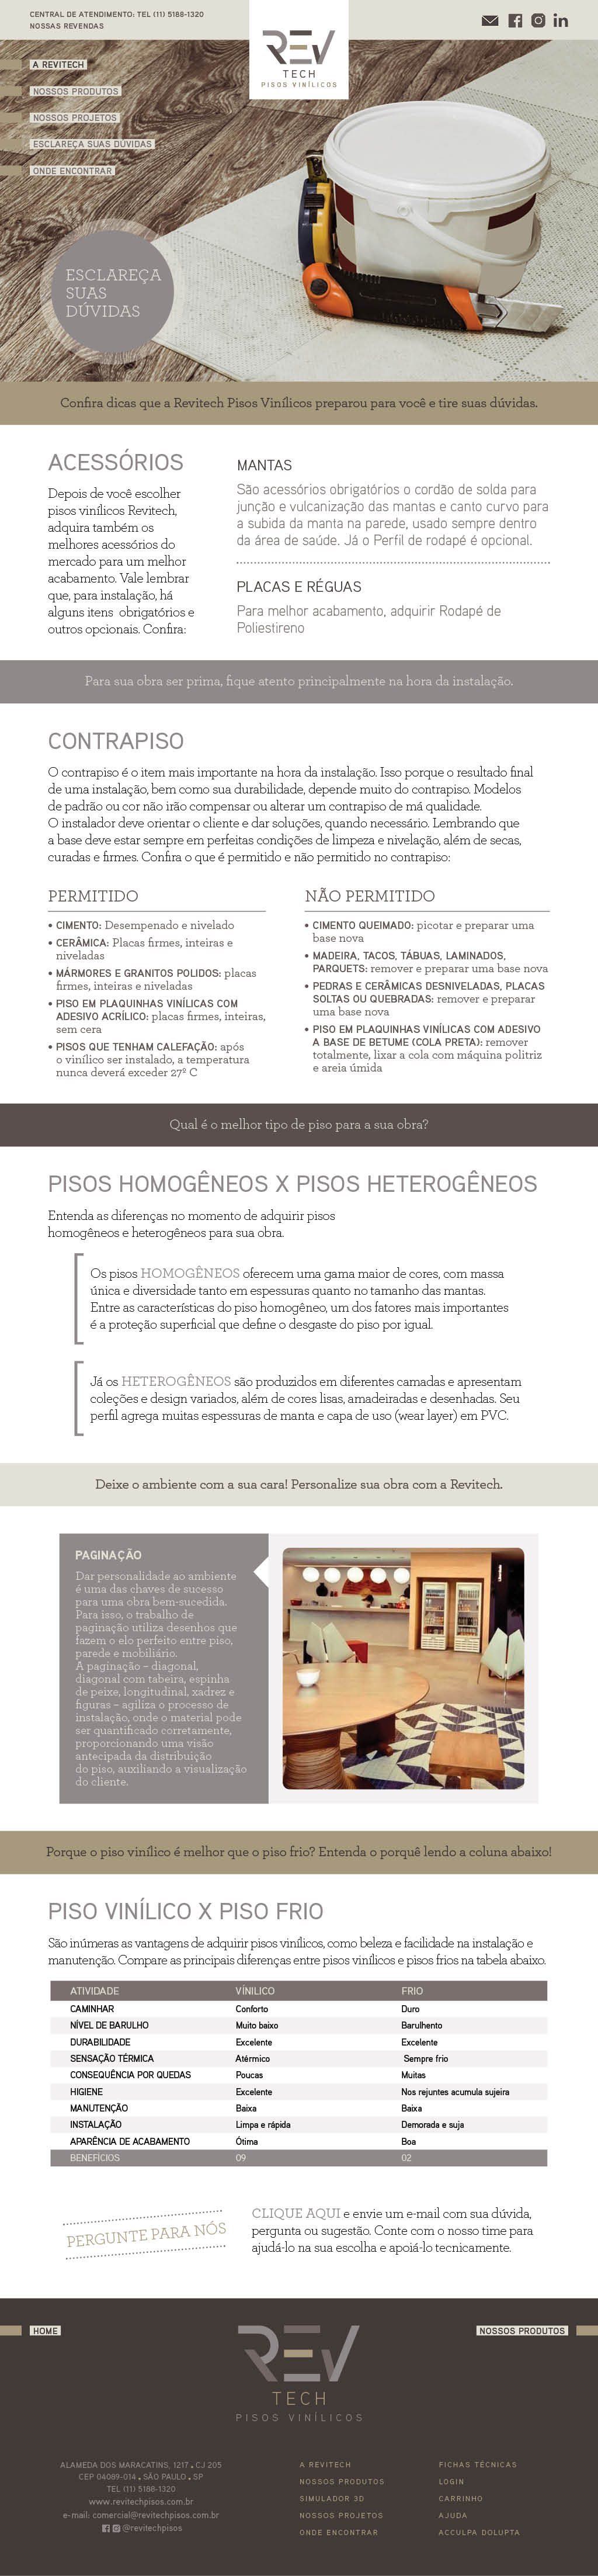 CENTRAL DE ATENDIMENTO: TEL (11) 5188-1320
NOSSAS REVENDAS
REV
TECH
PISOS VINÍLICOS
A REVITECH
NOSSOS PRODUTOS
NOSSOS PROJETOS
ESCLAREÇA SUAS DÚVIDAS
ONDE ENCONTRAR
ESCLAREÇA
SUAS
DÚVIDAS
Confira dicas que a Revitech Pisos Vinílicos preparou para você e tire suas dúvidas.
ACESSÓRIOS
Depois de você escolher
pisos vinílicos Revitech,
adquira também os
melhores acessórios do
mercado para um melhor
acabamento. Vale lembrar
que, para instalação, há
alguns itens obrigatórios e
outros opcionais. Confira:
MANTAS
São acessórios obrigatórios o cordão de solda para
junção e vulcanização das mantas e canto curvo para
a subida da manta na parede, usado sempre dentro
da área de saúde. Já o Perfil de rodapé é opcional.
PLACAS E RÉGUAS
Para melhor acabamento, adquirir Rodapé de
Poliestireno
Para sua obra ser prima, fique atento principalmente na hora da instalação.
CONTRAPISO
O contrapiso é o item mais importante na hora da instalação. Isso porque o resultado final
de uma instalação, bem como sua durabilidade, depende muito do contrapiso. Modelos
de padrão ou cor não irão compensar ou alterar um contrapiso de má qualidade.
O instalador deve orientar o cliente e dar soluções, quando necessário. Lembrando que
a base deve estar sempre em perfeitas condições de limpeza e nivelação, além de secas,
curadas e firmes. Confira o que é permitido e não permitido no contrapiso:
PERMITIDO
• CIMENTO: Desempenado e nivelado
• CERÂMICA: Placas firmes, inteiras e
niveladas
• MÁRMORES E GRANITOS POLIDOS: placas
firmes, inteiras e niveladas
• PISO EM PLAQUINHAS VINÍLICAS COM
ADESIVO ACRÍLICO: placas firmes, inteiras,
sem cera
• PISOS QUE TENHAM CALEFAÇÃO: após
o vinílico ser instalado, a temperatura
nunca deverá exceder 27º C
NÃO PERMITIDO
• CIMENTO QUEIMADO: picotar e preparar uma
base nova
• MADEIRA, TACOS, TÁBUAS, LAMINADOS,
PARQUETS: remover e preparar uma base nova
• PEDRAS E CERÂMICAS DESNIVELADAS, PLACAS
SOLTAS OU QUEBRADAS: remover e preparar
uma base nova
• PISO EM PLAQUINHAS VINÍLICAS COM ADESIVO
A BASE DE BETUME (COLA PRETA): remover
totalmente, lixar a cola com máquina politriz
e areia úmida
Qual é o melhor tipo de piso para a sua obra?
PISOS HOMOGÊNEOS X PISOS HETEROGÊNEOS
Entenda as diferenças no momento de adquirir pisos
homogêneos e heterogêneos para sua obra.
Os pisos HOMOGÊNEOS oferecem uma gama maior de cores, com massa
única e diversidade tanto em espessuras quanto no tamanho das mantas.
Entre as características do piso homogêneo, um dos fatores mais importantes
é a proteção superficial que define o desgaste do piso por igual.
Já os HETEROGÊNEOS são produzidos em diferentes camadas e apresentam
coleções e design variados, além de cores lisas, amadeiradas e desenhadas. Seu
perfil agrega muitas espessuras de manta e capa de uso (wear layer) em PVC.
Deixe o ambiente com a sua cara! Personalize sua obra com a Revitech.
PAGINAÇÃO
Dar personalidade ao ambiente
é uma das chaves de sucesso
para uma obra bem-sucedida.
Para isso, o trabalho de
paginação utiliza desenhos que
fazem o elo perfeito entre piso,
parede e mobiliário.
A paginação – diagonal,
diagonal com tabeira, espinha
de peixe, longitudinal, xadrez e
figuras – agiliza o processo de
instalação, onde o material pode
ser quantificado corretamente,
proporcionando uma visão
antecipada da distribuição
do piso, auxiliando a visualização
do cliente.
Porque o piso vinílico é melhor que o piso frio? Entenda o porquê lendo a coluna abaixo!
PISO VINÍLICO X PISO FRIO
São inúmeras as vantagens de adquirir pisos vinílicos, como beleza e facilidade na instalação e
manutenção. Compare as principais diferenças entre pisos vinílicos e pisos frios na tabela abaixo.
ATIVIDADE VÍNILICO FRIO
CAMINHAR Conforto Duro
NÍVEL DE BARULHO Muito baixo Barulhento
DURABILIDADE Excelente Excelente
SENSAÇÃO TÉRMICA Atérmico Sempre frio
CONSEQUÊNCIA POR QUEDAS Poucas Muitas
HIGIENE Excelente Nos rejuntes acumula sujeira
MANUTENÇÃO Baixa Baixa
INSTALAÇÃO Limpa e rápida Demorada e suja
APARÊNCIA DE ACABAMENTO Ótima Boa
BENEFÍCIOS 09 02
PERGUNTE PARA NÓS
CLIQUE AQUI e envie um e-mail com sua dúvida,
pergunta ou sugestão. Conte com o nosso time para
ajudá-lo na sua escolha e apoiá-lo tecnicamente.
HOME
NOSSOS PRODUTOS
REV
TECH
PISOS VINÍLICOS
ALAMEDA DOS MARACATINS, 1217 . CJ 205
CEP 04089-014 . SÃO PAULO . SP
TEL (11) 5188-1320
www.revitechpisos.com.br
e-mail: comercial@revitechpisos.com.br
@revitechpisos
A REVITECH
NOSSOS PRODUTOS
SIMULADOR 3D
NOSSOS PROJETOS
ONDE ENCONTRAR
FICHAS TÉCNICAS
LOGIN
CARRINHO
AJUDA
ACCULPA DOLUPTA